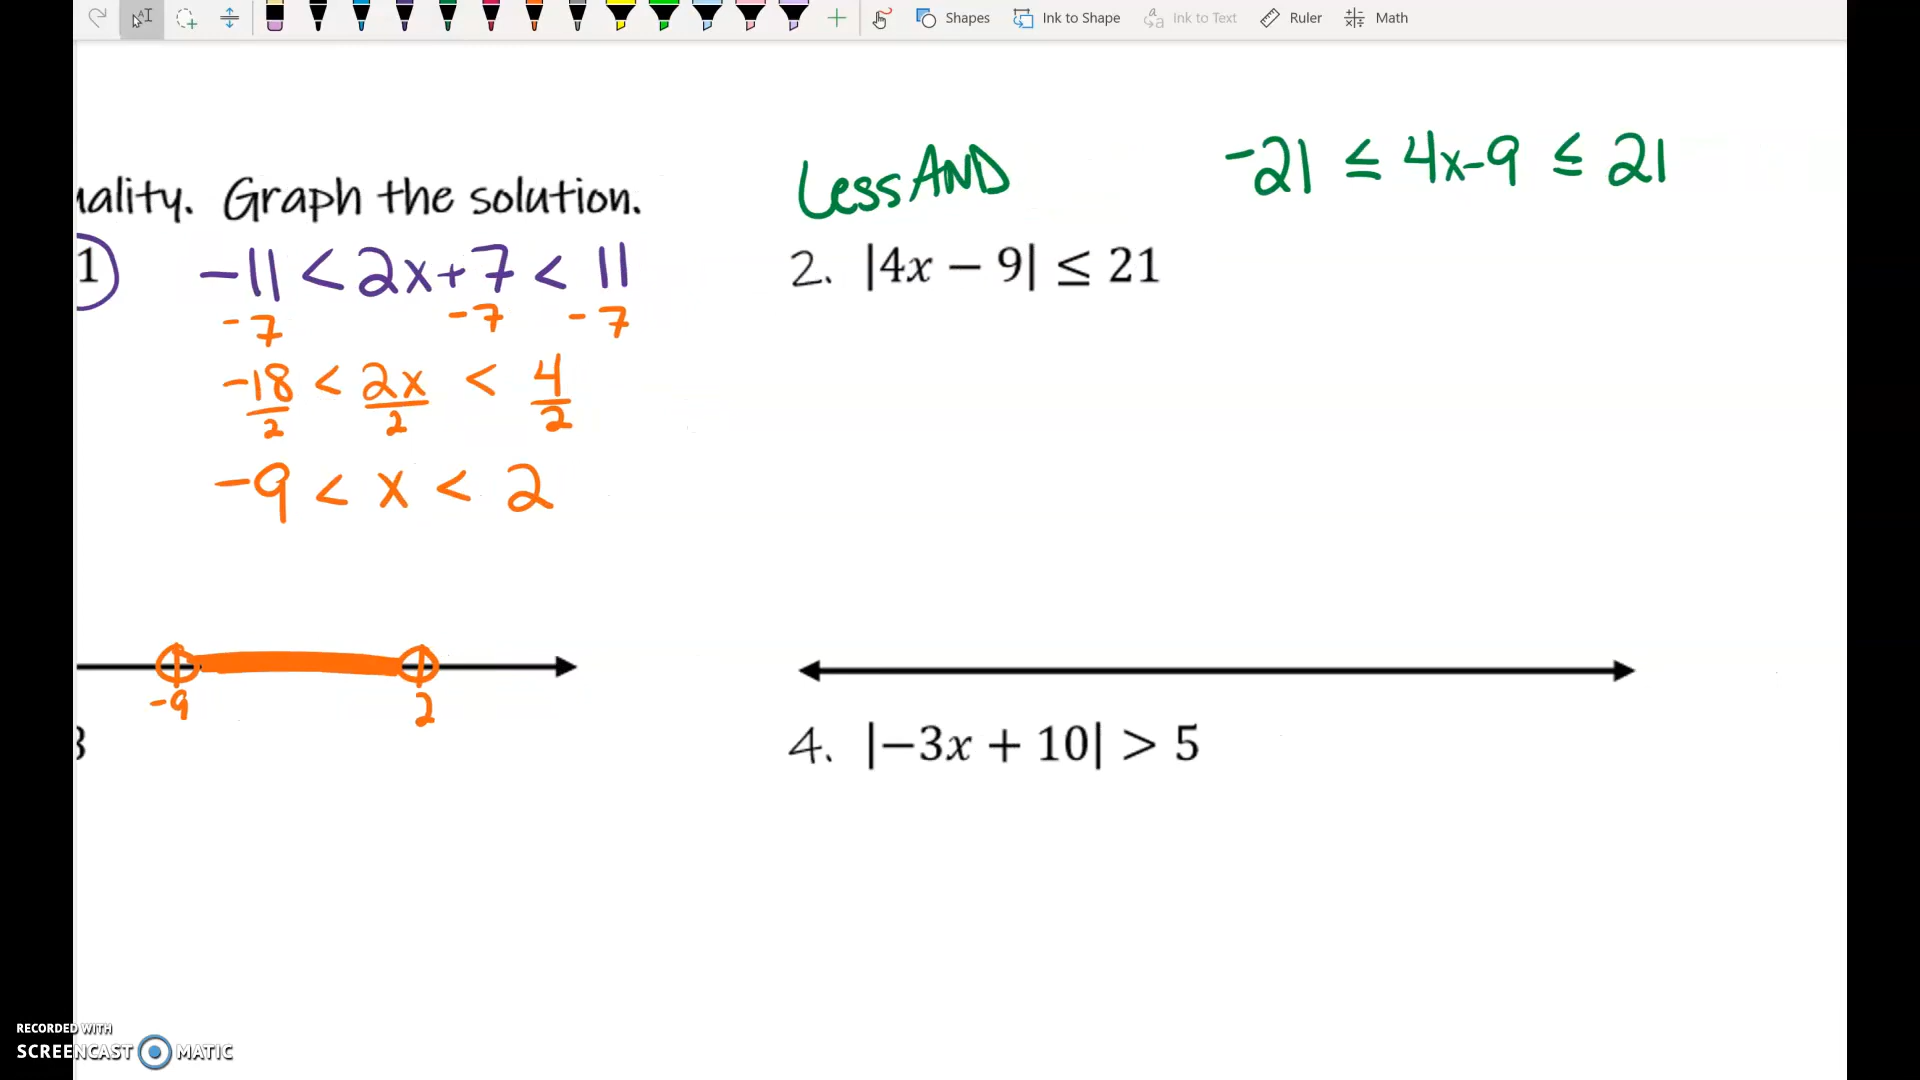 Shapes Ink to Shape Ink to Text Ruler Math
Graph the solution.
1
-11 < 2x+7 < 11
-7 -7 -7
-18 < 2x < 4
2 2 2
-9 < x < 2
-9 2
Less AND
-21 ≤ 4x-9 ≤ 21
2. |4x − 9| ≤ 21
4. |−3x + 10| > 5
RECORDED WITH
SCREENCAST MATIC